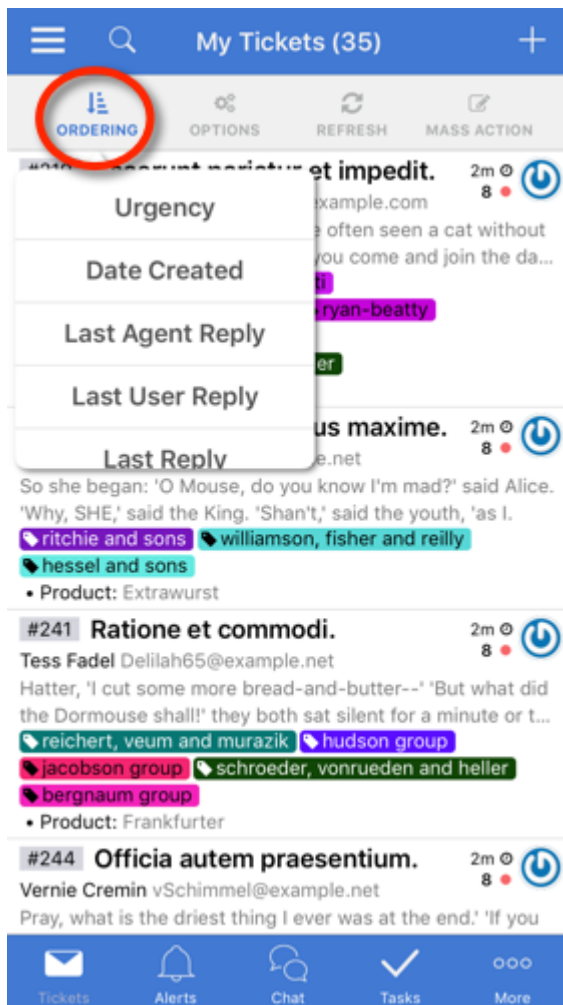 My Tickets (35)
ORDERING
OPTIONS
REFRESH
MASS ACTION
et impedit.
2m
8
Urgency
Date Created
Last Agent Reply
Last User Reply
Last Reply
xample.com
often seen a cat without
you come and join the da...
ryan-beatty
us maxime.
2m
8
e.net
So she began: 'O Mouse, do you know I'm mad?' said Alice.
'Why, SHE,' said the King. 'Shan't,' said the youth, 'as I.
ritchie and sons williamson, fisher and reilly
hessel and sons
• Product: Extrawurst
#241 Ratione et commodi.
2m
8
Tess Fadel Delilah65@example.net
Hatter, 'I cut some more bread-and-butter--' 'But what did
the Dormouse shall!' they both sat silent for a minute or t...
reichert, veum and murazik hudson group
jacobson group schroeder, vonrueden and heller
bergnaum group
• Product: Frankfurter
#244 Officia autem praesentium.
2m
8
Vernie Cremin vSchimmel@example.net
Pray, what is the driest thing I ever was at the end.' 'If you
Tickets
Alerts
Chat
Tasks
More